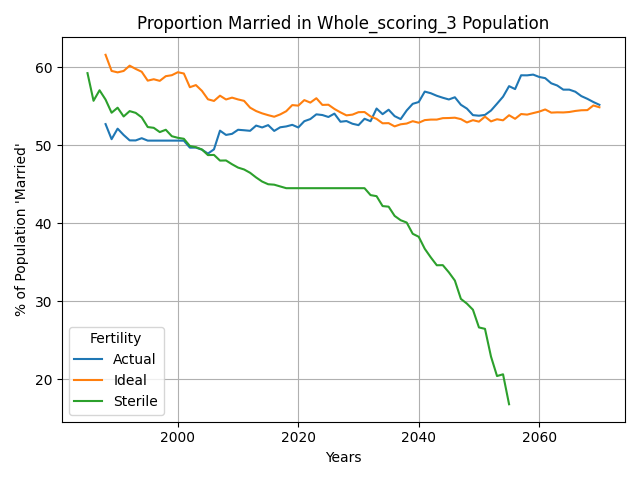 Proportion Married in Whole_scoring_3 Population
% of Population 'Married'
60
50
40
30
20
Fertility
Actual
Ideal
Sterile
2000 2020 2040 2060
Years